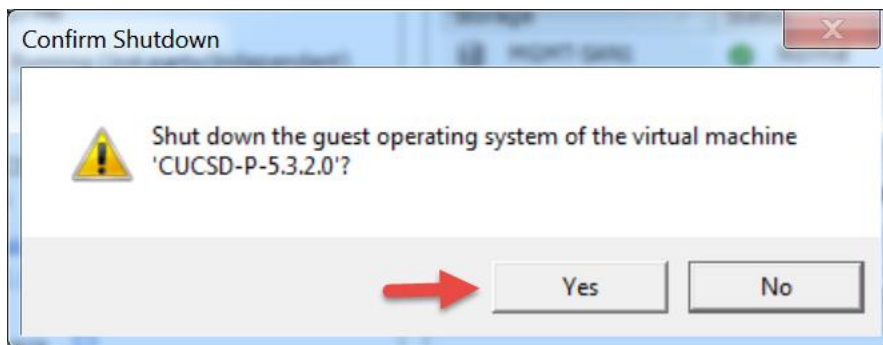 Confirm Shutdown
Shut down the guest operating system of the virtual machine
'CUCSD-P-5.3.2.0'?
Yes
No